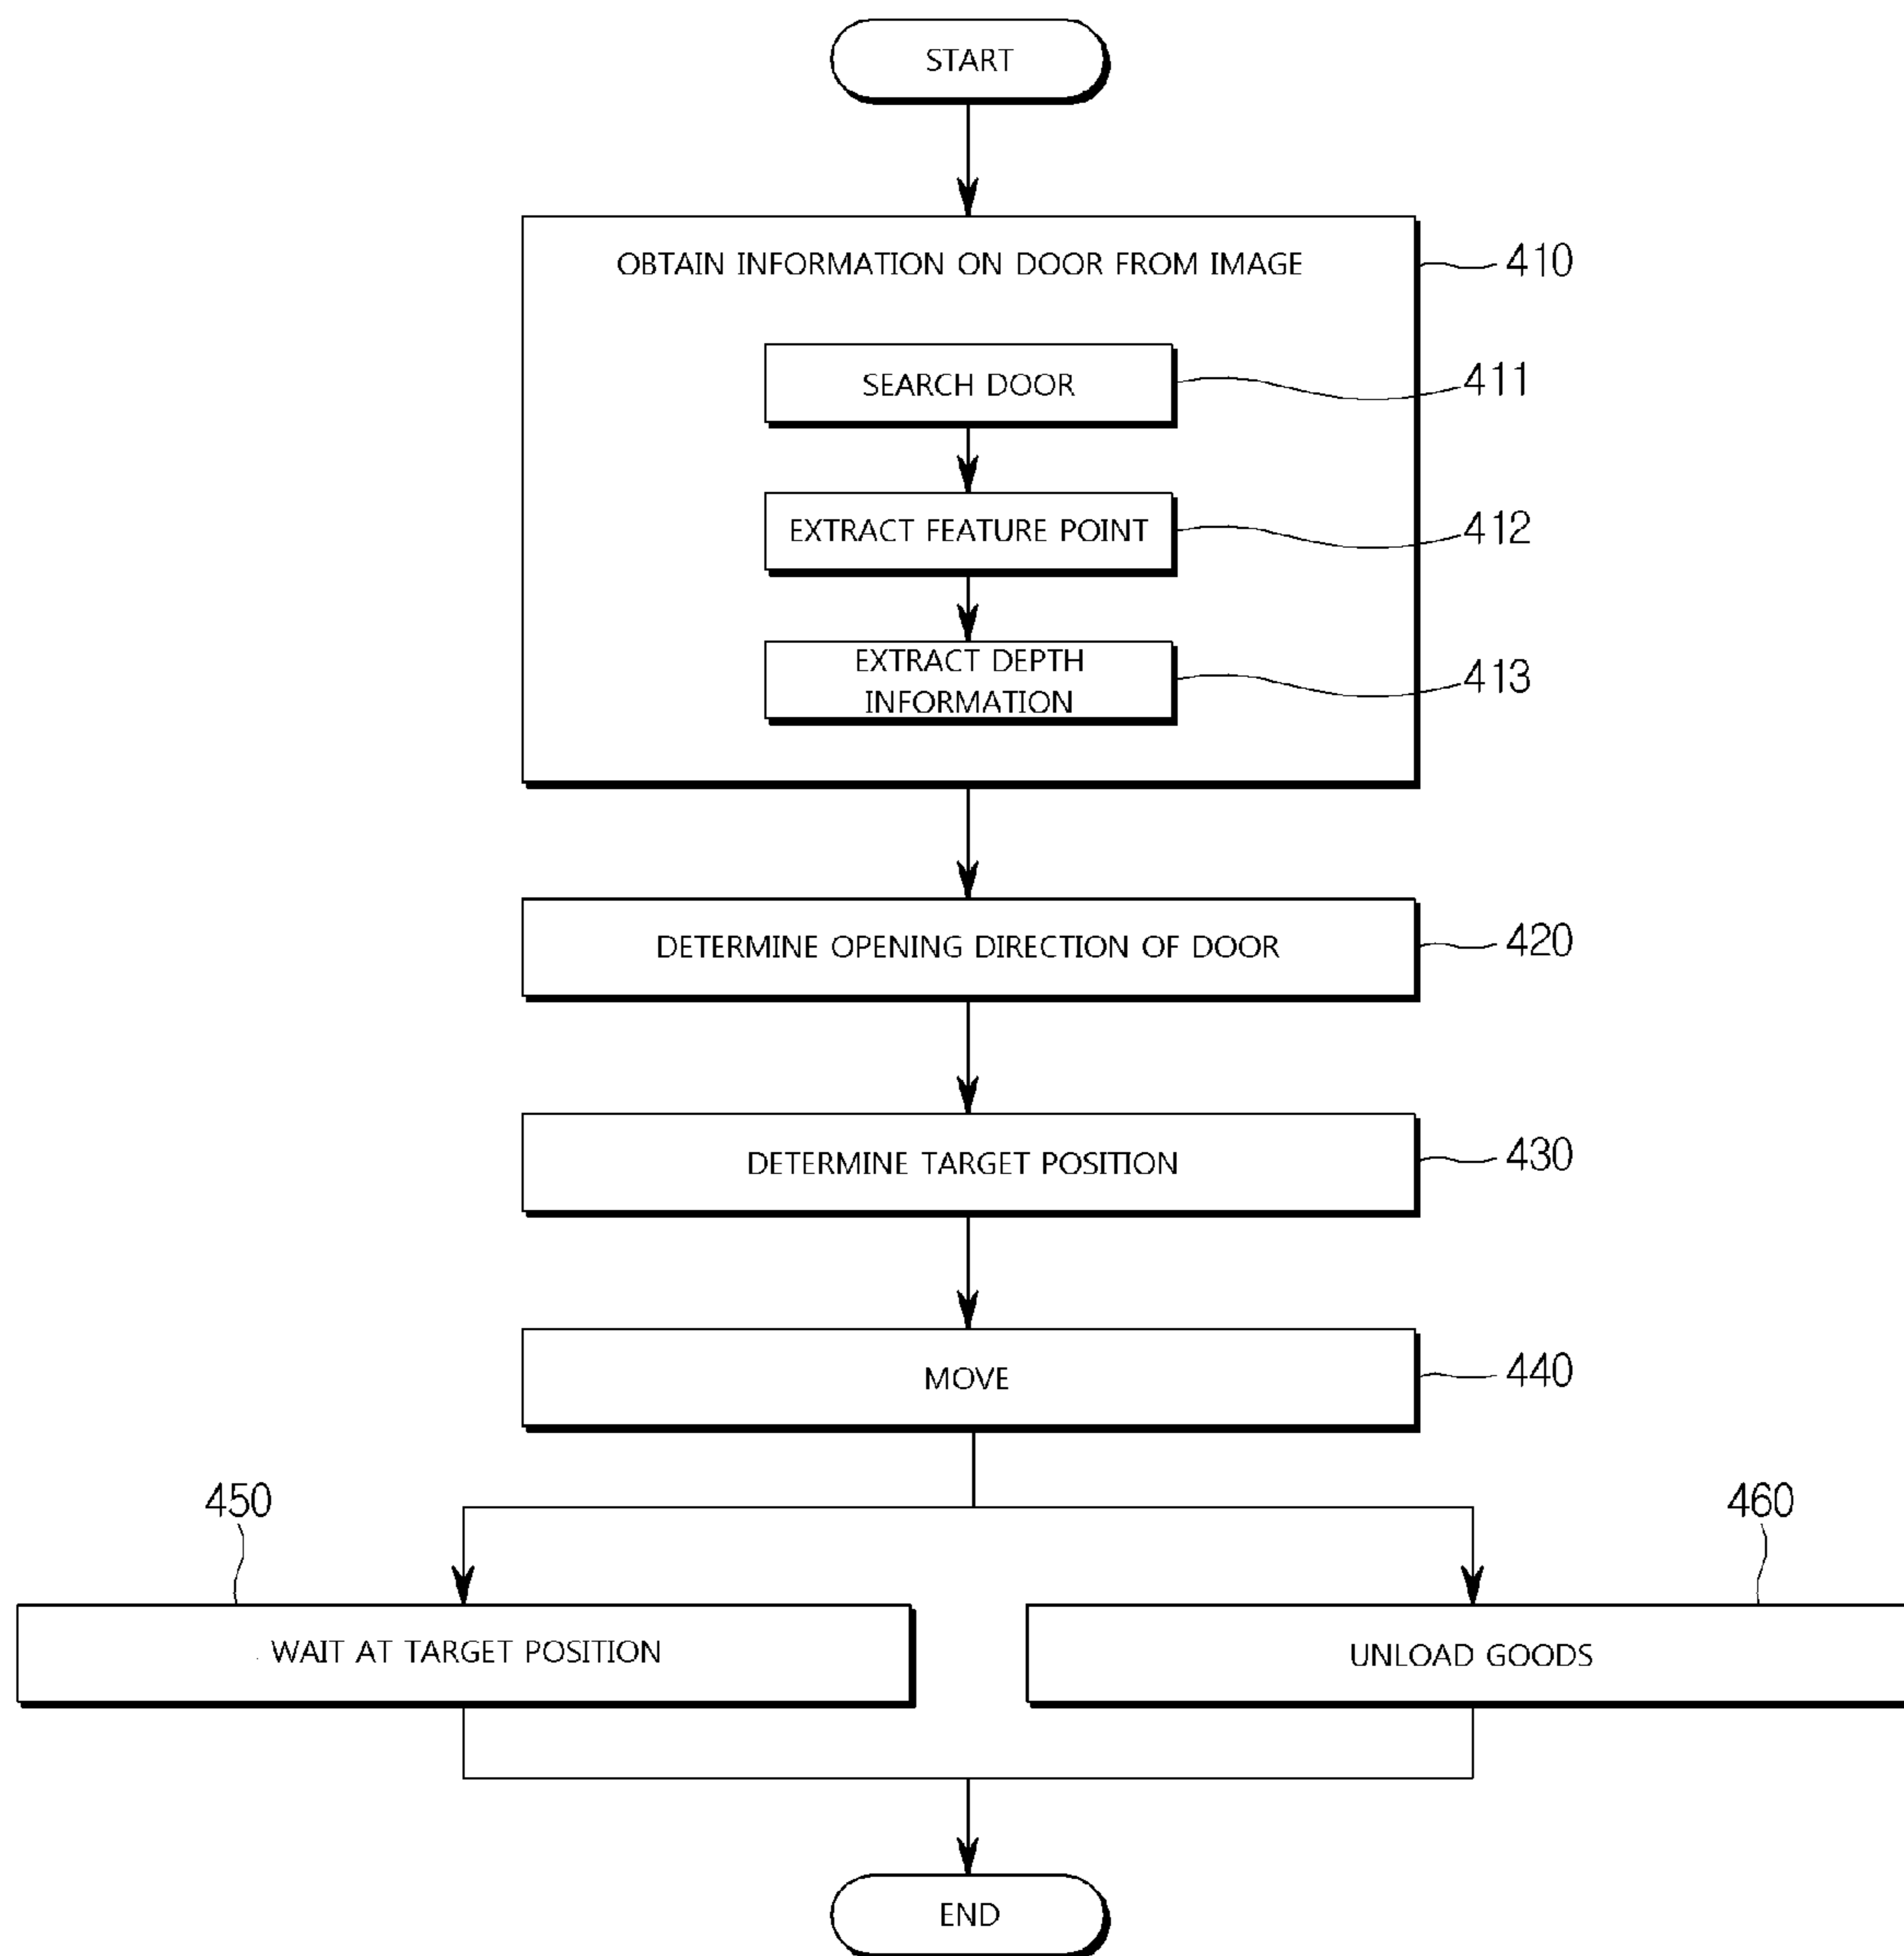 START
OBTAIN INFORMATION ON DOOR FROM IMAGE
410
SEARCH DOOR
411
EXTRACT FEATURE POINT
412
EXTRACT DEPTH
INFORMATION
413
DETERMINE OPENING DIRECTION OF DOOR
420
DETERMINE TARGET POSITION
430
MOVE
440
450
460
WAIT AT TARGET POSITION
UNLOAD GOODS
END